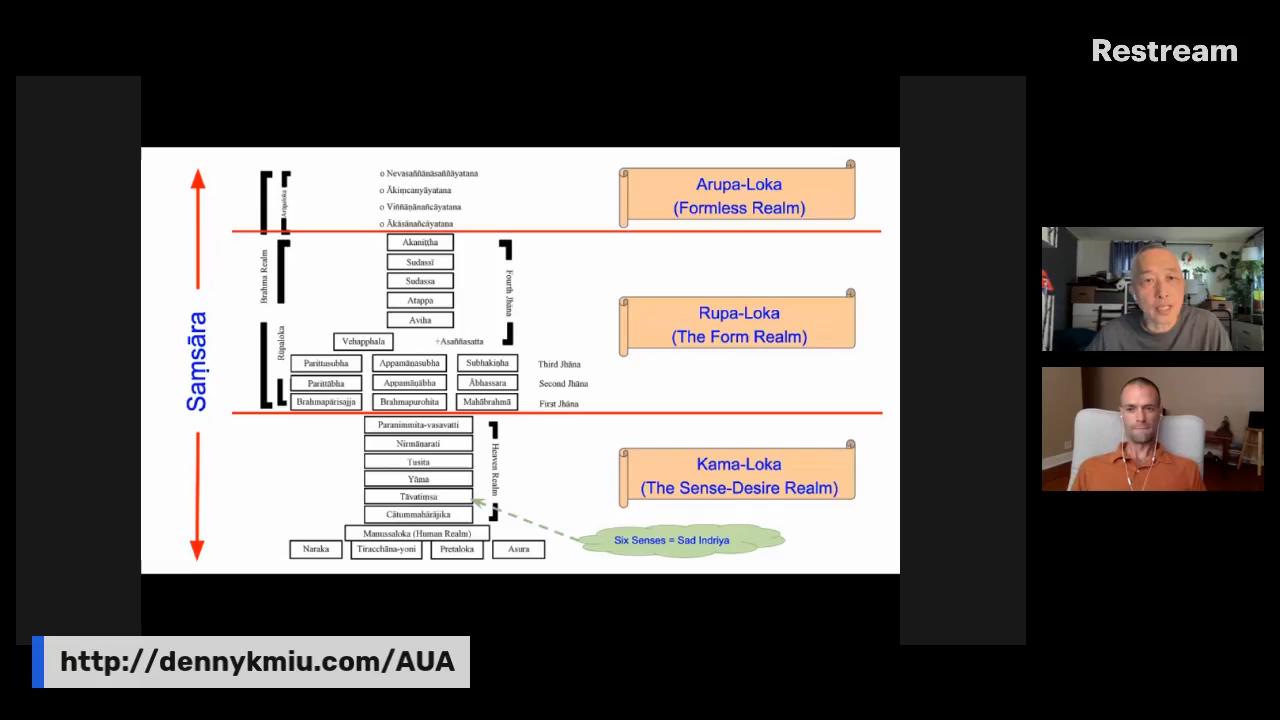 Restream
Saṃsāra
Brahma Realm
Arūpaloka
Rūpaloka
o Nevasaññānāsaññāyatana
o Ākiṃcanyāyatana
o Viññāṇānañcāyatana
o Ākāsānañcāyatana
Akaniṭṭha
Sudassī
Sudassa
Atappa
Aviha
Vehapphala
÷Asaññasatta
Fourth Jhāna
Parittasubha
Appamāṇasubha
Subhakiṇha
Third Jhāna
Parittābha
Appamāṇābha
Ābhassara
Second Jhāna
Brahmapārisajja
Brahmapurohita
Mahābrahmā
First Jhāna
Paranimmita-vasavatti
Nirmānarati
Tusita
Yāma
Tāvatiṃsa
Cātummahārājika
Heaven Realm
Manussaloka (Human Realm)
Naraka
Tiracchāna-yoni
Pretaloka
Asura
Arupa-Loka
(Formless Realm)
Rupa-Loka
(The Form Realm)
Kama-Loka
(The Sense-Desire Realm)
Six Senses = Sad Indriya
http://dennykmiu.com/AUA